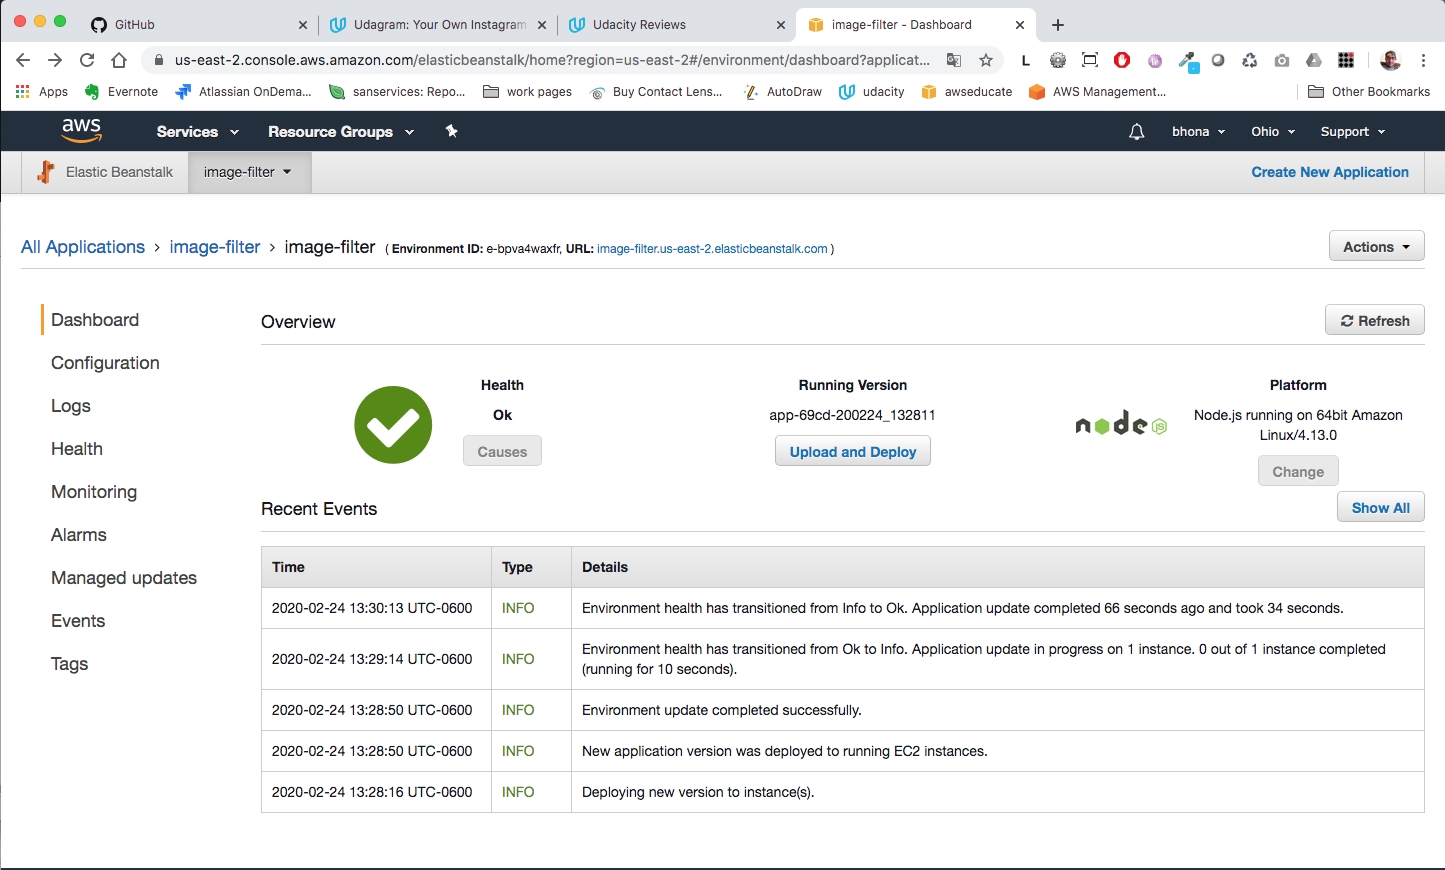 GitHub
Udagram: Your Own Instagram
Udacity Reviews
image-filter - Dashboard
us-east-2.console.aws.amazon.com/elasticbeanstalk/home?region=us-east-2#/environment/dashboard?applicat...
L
Apps
Evernote
Atlassian OnDema...
sanservices: Repo...
work pages
Buy Contact Lens...
AutoDraw
udacity
awseducate
AWS Management...
Other Bookmarks
aws
Services
Resource Groups
bhona
Ohio
Support
Elastic Beanstalk
image-filter
Create New Application
All Applications › image-filter › image-filter ( Environment ID: e-bpva4waxfr, URL: image-filter.us-east-2.elasticbeanstalk.com )
Actions
Dashboard
Configuration
Logs
Health
Monitoring
Alarms
Managed updates
Events
Tags
Overview
Refresh
Health
Ok
Causes
Running Version
app-69cd-200224_132811
Upload and Deploy
node
JS
Platform
Node.js running on 64bit Amazon
Linux/4.13.0
Change
Recent Events
Show All
Time Type Details
2020-02-24 13:30:13 UTC-0600 INFO Environment health has transitioned from Info to Ok. Application update completed 66 seconds ago and took 34 seconds.
2020-02-24 13:29:14 UTC-0600 INFO Environment health has transitioned from Ok to Info. Application update in progress on 1 instance. 0 out of 1 instance completed
(running for 10 seconds).
2020-02-24 13:28:50 UTC-0600 INFO Environment update completed successfully.
2020-02-24 13:28:50 UTC-0600 INFO New application version was deployed to running EC2 instances.
2020-02-24 13:28:16 UTC-0600 INFO Deploying new version to instance(s).